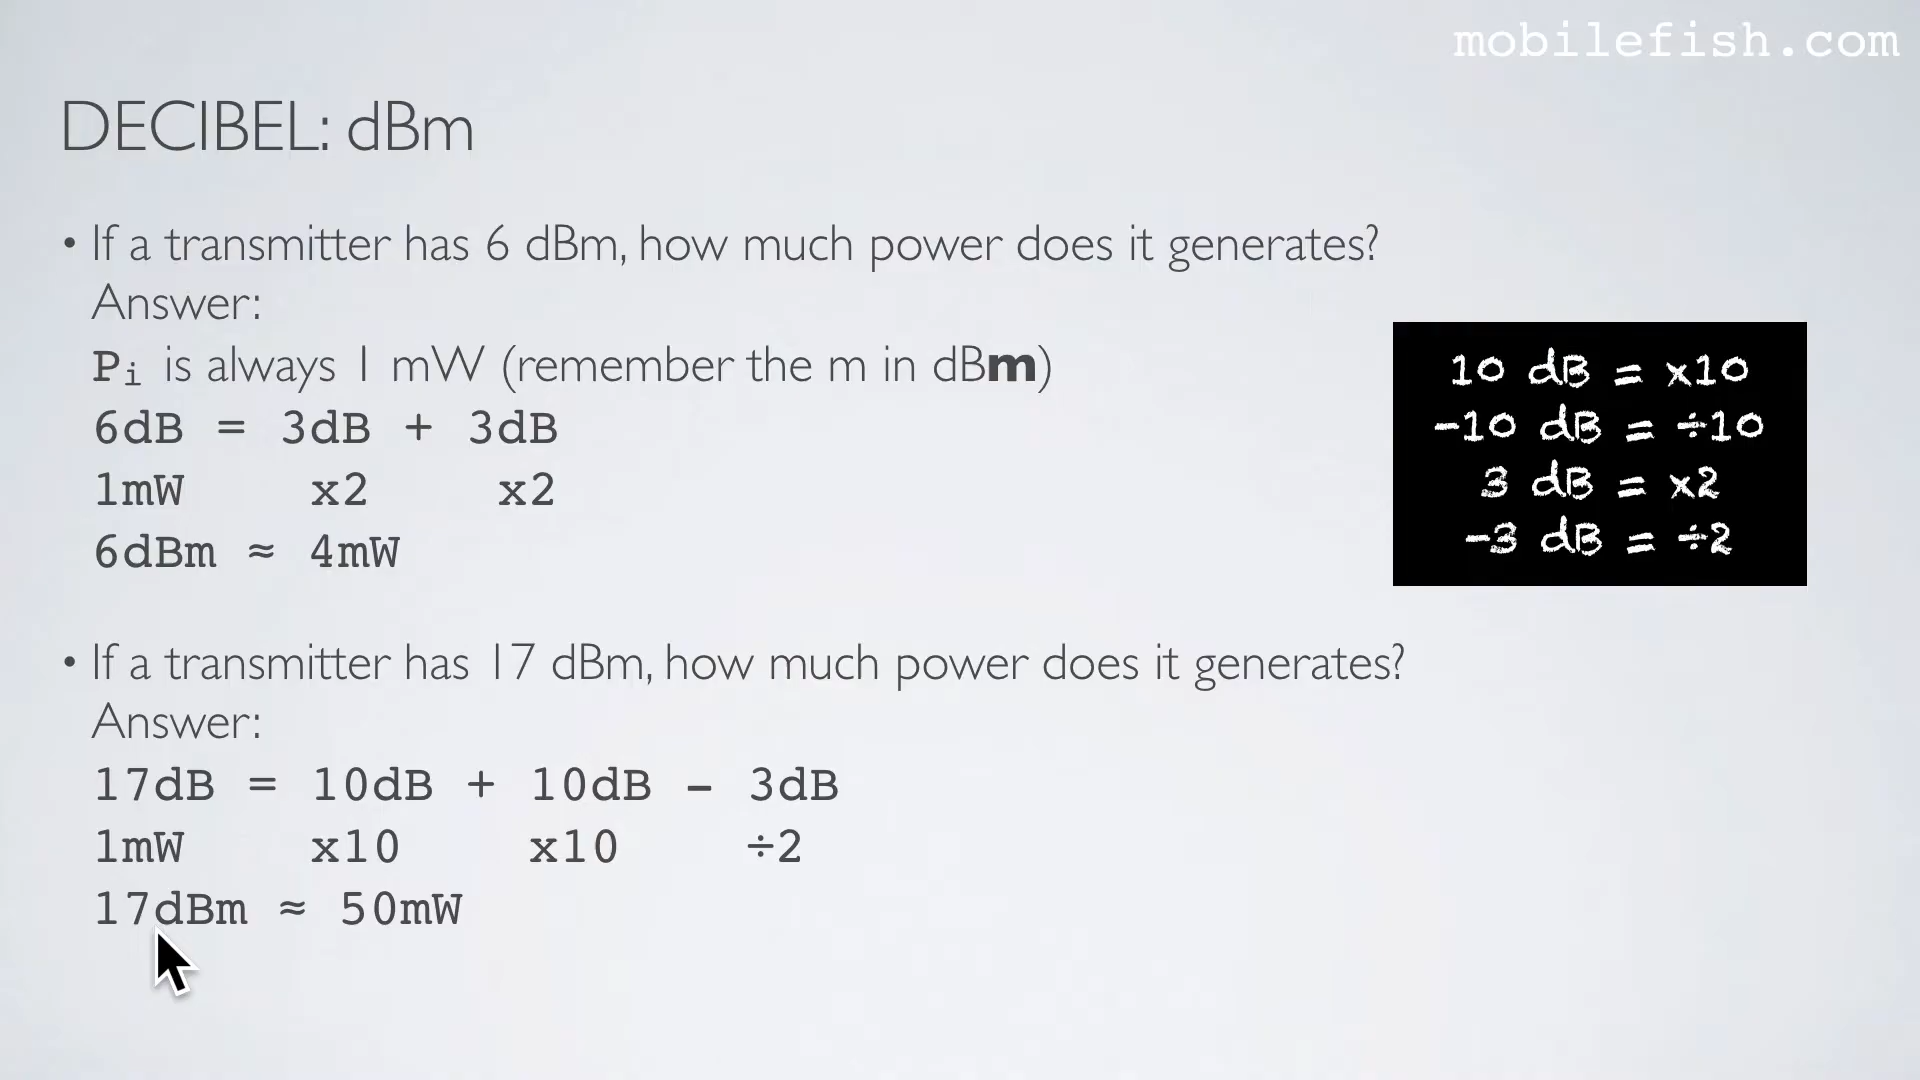 mobilefish.com
DECIBEL: dBm
• If a transmitter has 6 dBm, how much power does it generates?
Answer:
Pi is always 1 mW (remember the m in dBm)
6dB = 3dB + 3dB
1mW x2 x2
6dBm ≈ 4mW
10 dB = x10
-10 dB = ÷10
3 dB = x2
-3 dB = ÷2
• If a transmitter has 17 dBm, how much power does it generates?
Answer:
17dB = 10dB + 10dB – 3dB
1mW x10 x10 ÷2
17dBm ≈ 50mW